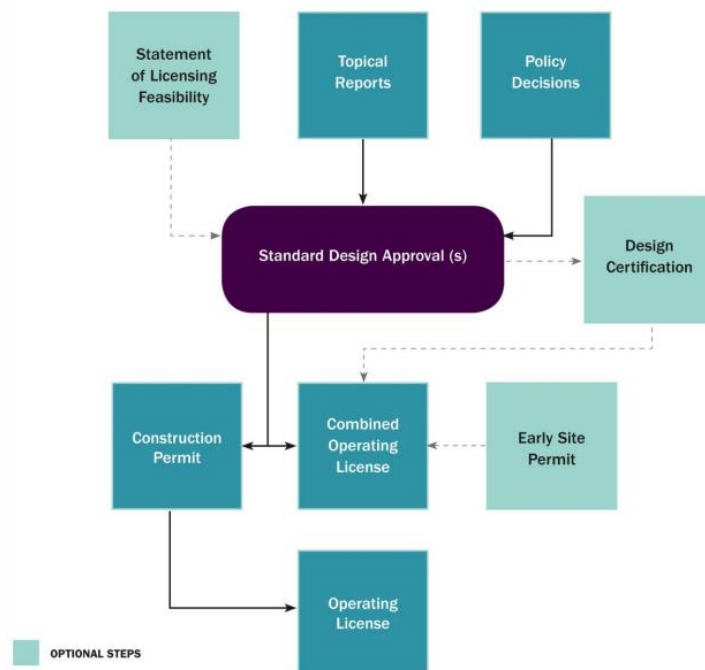 Statement
of Licensing
Feasibility
Topical
Reports
Policy
Decisions
Standard Design Approval (s)
Design
Certification
Construction
Permit
Combined
Operating
License
Early Site
Permit
Operating
License
OPTIONAL STEPS